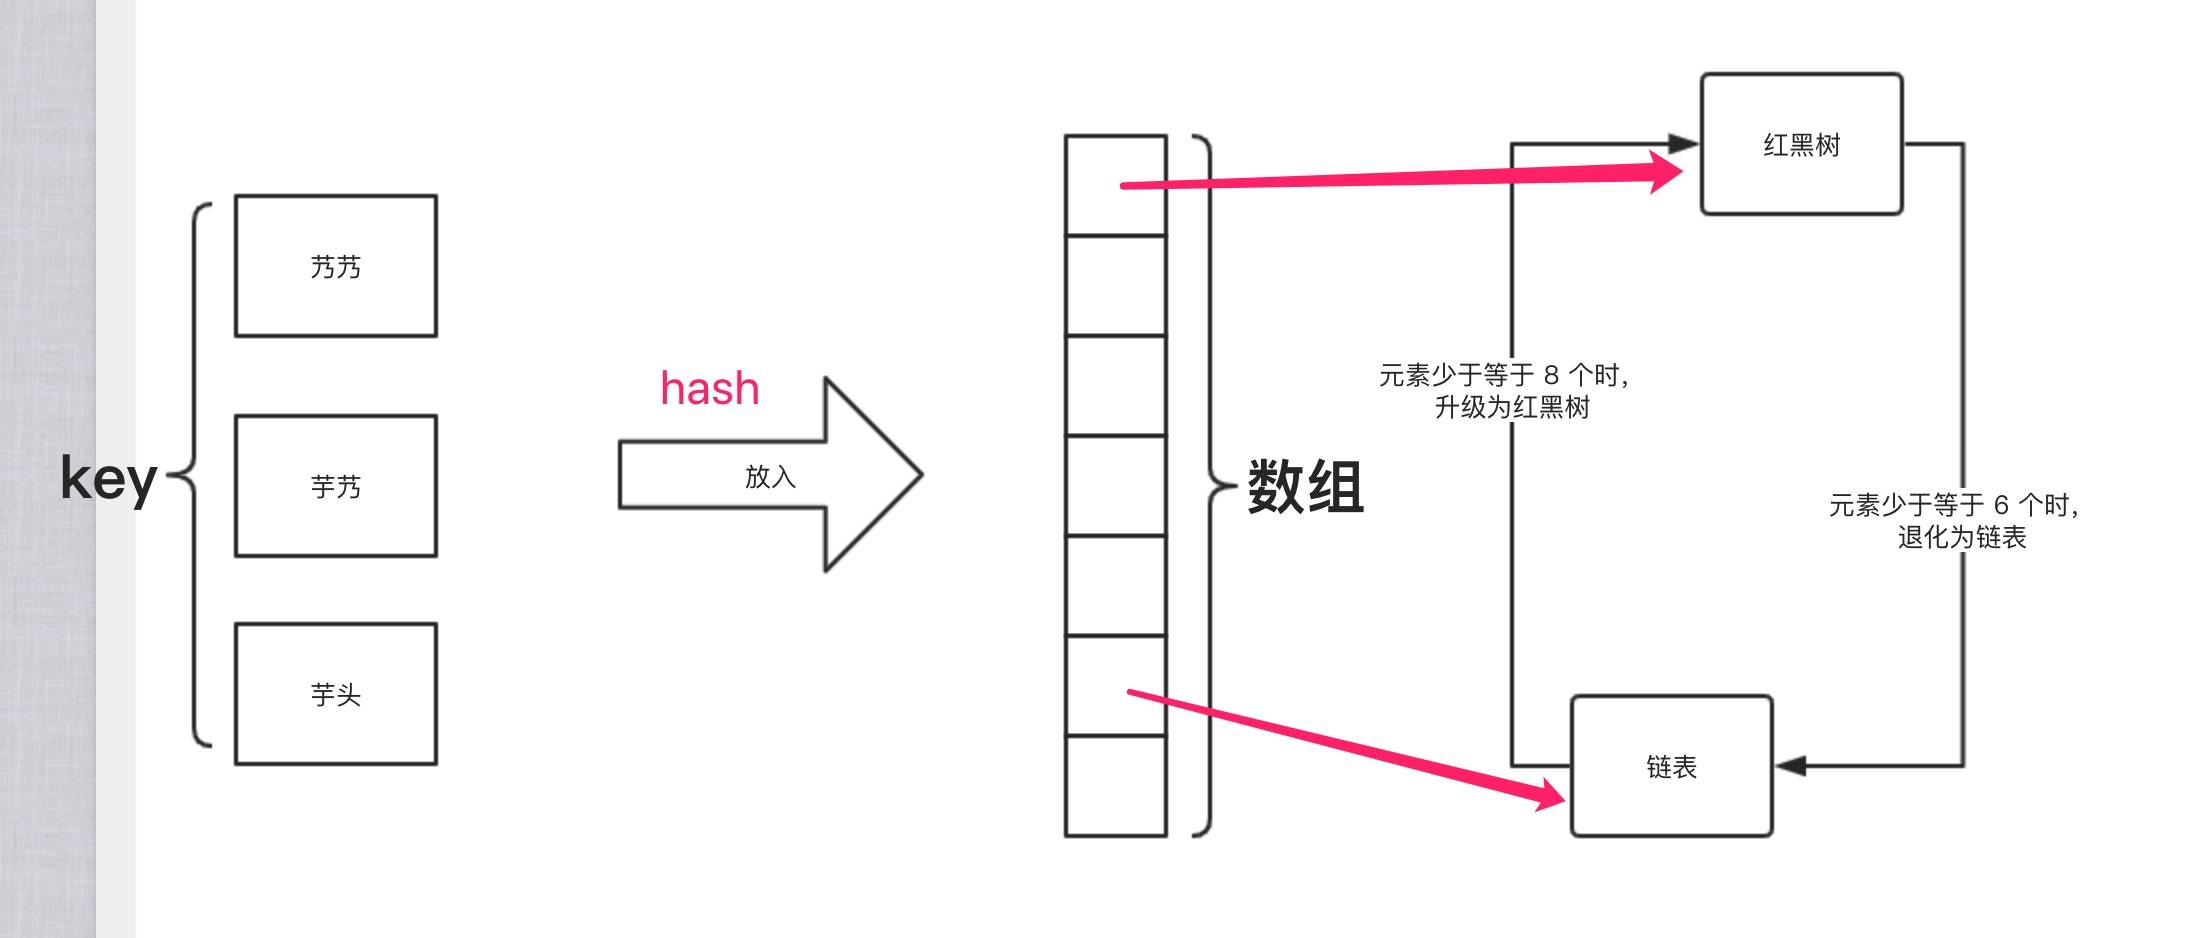 key
艿艿
芋艿
芋头
hash
放入
数组
红黑树
元素少于等于 8 个时,
升级为红黑树
元素少于等于 6 个时,
退化为链表
链表